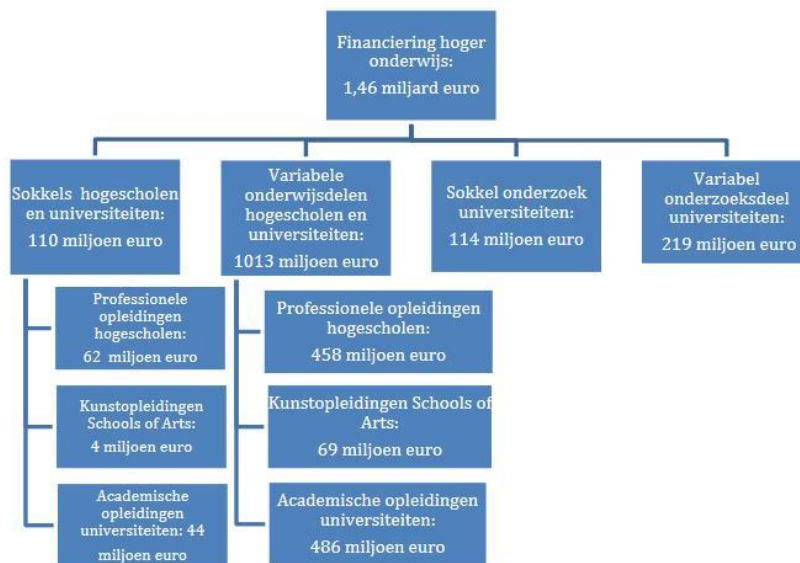 Financiering hoger
onderwijs:
1,46 miljard euro
Sokkels hogescholen
en universiteiten:
110 miljoen euro
Variabele
onderwijsdelen
hogescholen en
universiteiten:
1013 miljoen euro
Sokkel onderzoek
universiteiten:
114 miljoen euro
Variabel
onderzoeksdeel
universiteiten:
219 miljoen euro
Professionele
opleidingen
hogescholen:
62 miljoen euro
Kunstopleidingen
Schools of Arts:
4 miljoen euro
Academische
opleidingen
universiteiten: 44
miljoen euro
Professionele opleidingen
hogescholen:
458 miljoen euro
Kunstopleidingen Schools of
Arts:
69 miljoen euro
Academische opleidingen
universiteiten:
486 miljoen euro